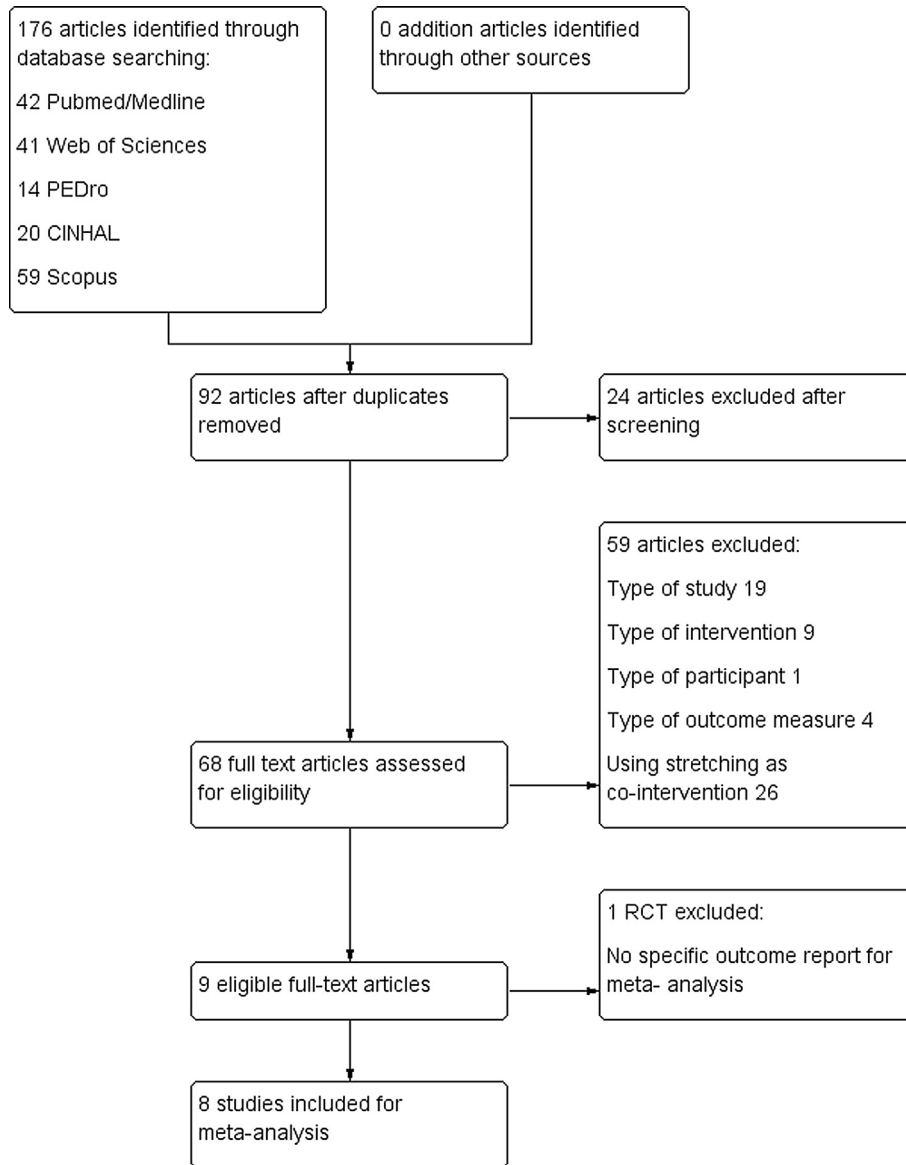 176 articles identified through
database searching:
42 Pubmed/Medline
41 Web of Sciences
14 PEDro
20 CINHAL
59 Scopus
0 addition articles identified
through other sources
92 articles after duplicates
removed
24 articles excluded after
screening
59 articles excluded:
Type of study 19
Type of intervention 9
Type of participant 1
Type of outcome measure 4
Using stretching as
co-intervention 26
68 full text articles assessed
for eligibility
1 RCT excluded:
No specific outcome report for
meta- analysis
9 eligible full-text articles
8 studies included for
meta-analysis